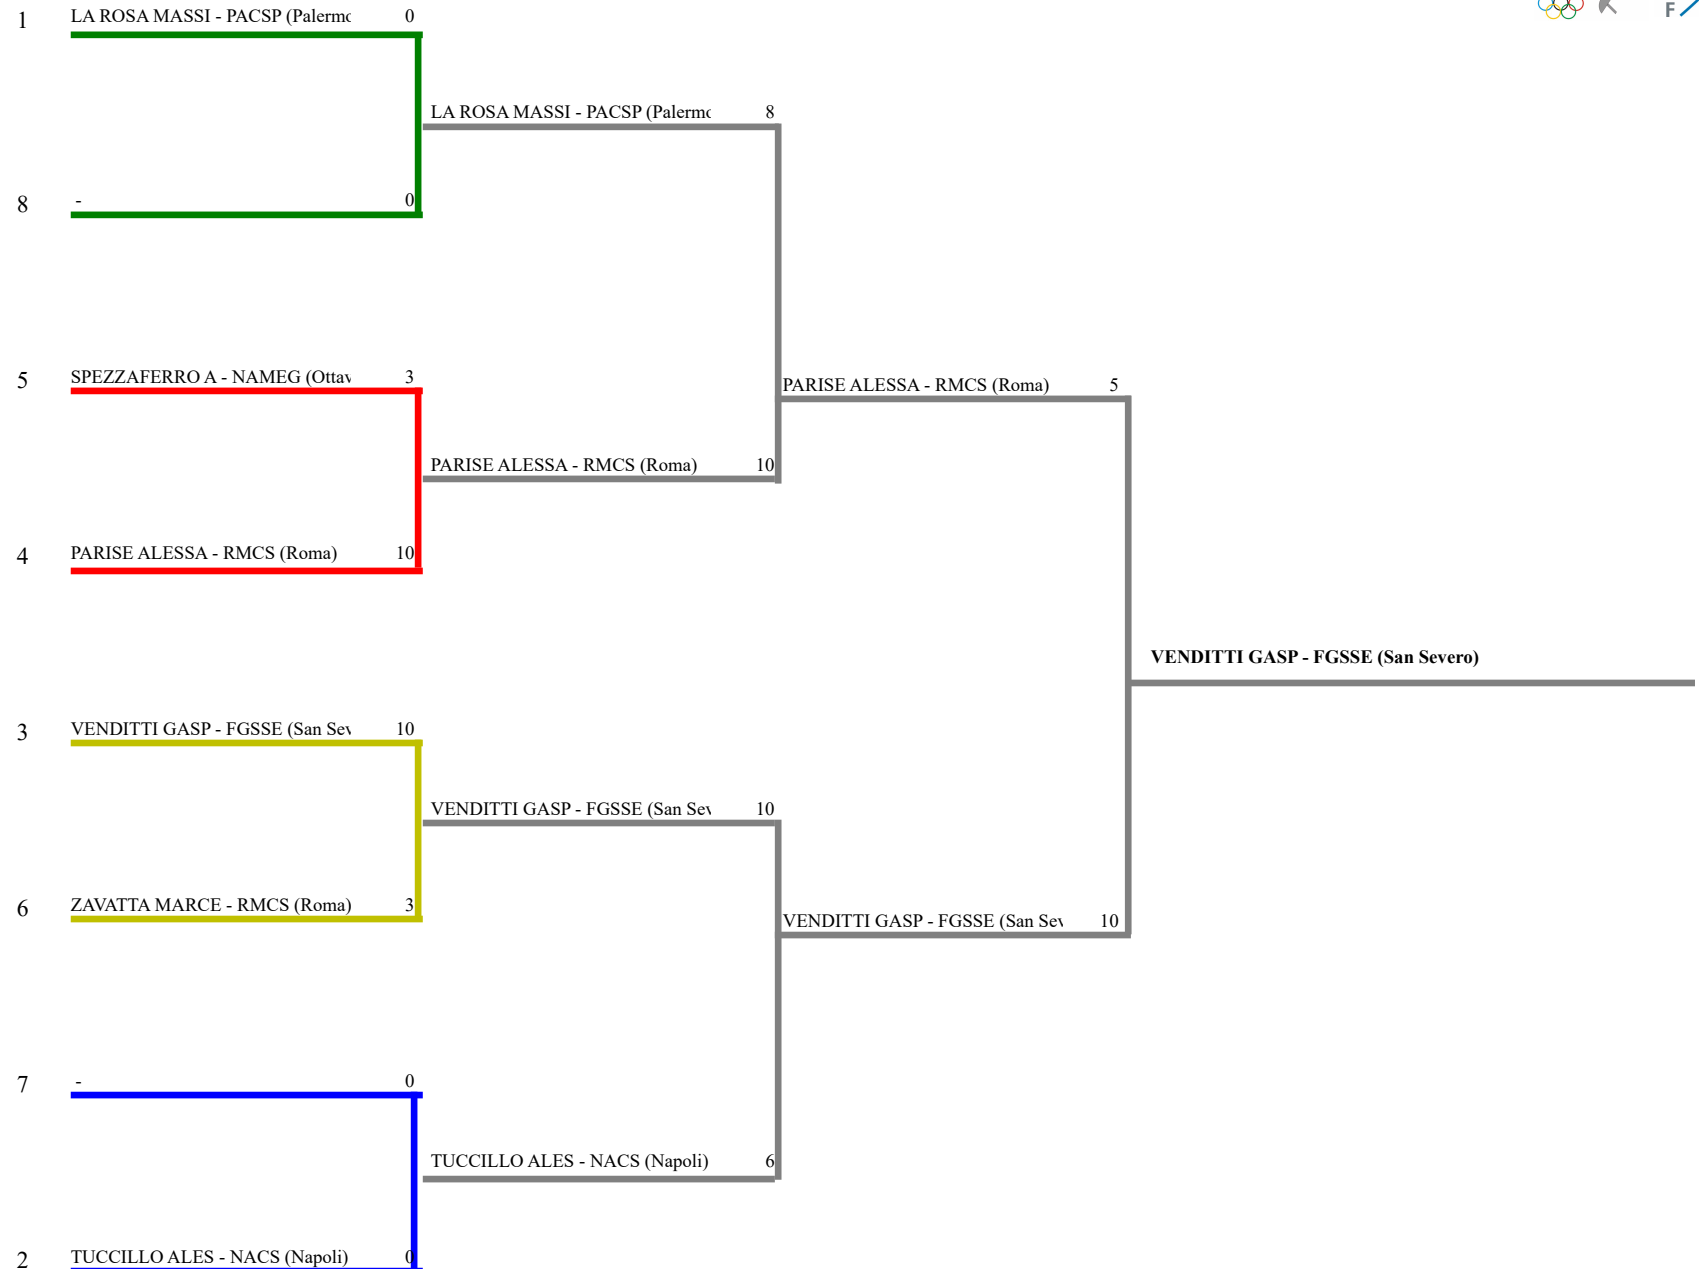 1 LA ROSA MASSI - PACSP (Palermo 0
F
LA ROSA MASSI - PACSP (Palermo 8
8 - 0
5 SPEZZAFERRO A - NAMEG (Ottav 3
PARISE ALESSA - RMCS (Roma) 5
PARISE ALESSA - RMCS (Roma) 10
4 PARISE ALESSA - RMCS (Roma) 10
VENDITTI GASP - FGSSE (San Severo)
3 VENDITTI GASP - FGSSE (San Sev 10
VENDITTI GASP - FGSSE (San Sev 10
6 ZAVATTA MARCE - RMCS (Roma) 3
VENDITTI GASP - FGSSE (San Sev 10
7 - 0
TUCCILLO ALES - NACS (Napoli) 6
2 TUCCILLO ALES - NACS (Napoli) 0